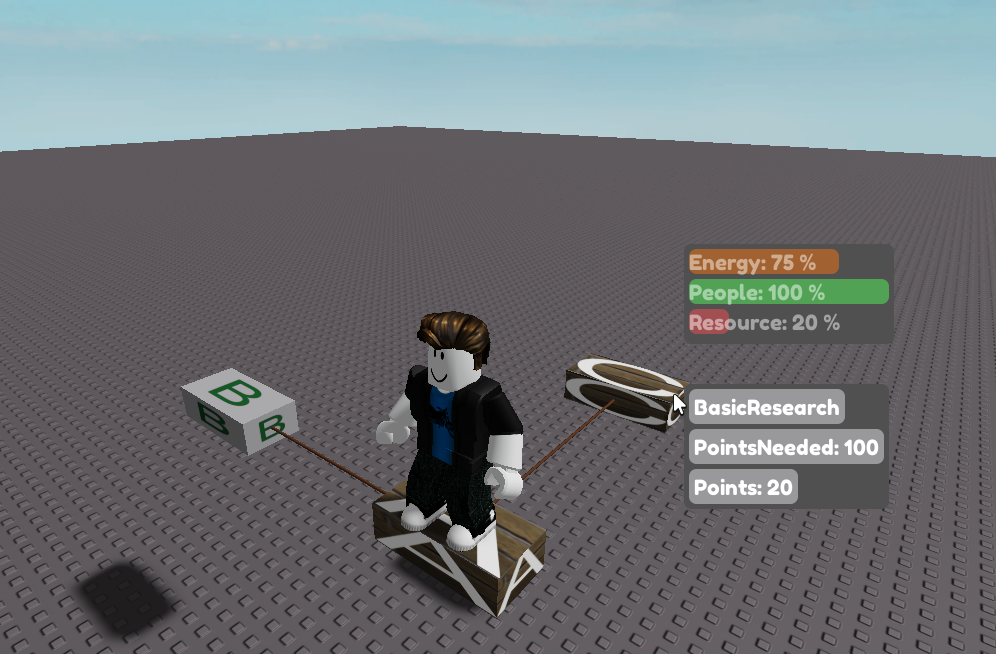 Energy: 75 %
People: 100 %
Resource: 20 %
BasicResearch
PointsNeeded: 100
Points: 20
B
B
B
A